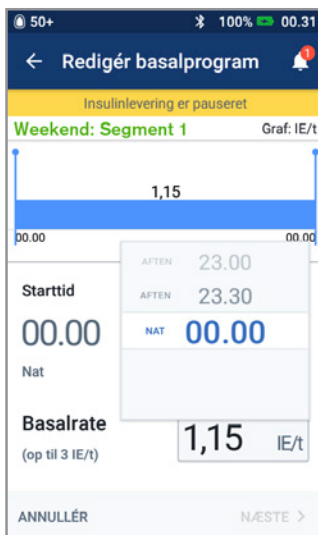 50+ 100% 00.31
Redigér basalprogram 1
Insulinlevering er pauseret
Weekend: Segment 1 Graf: IE/t
1,15
00.00 00.00
AFTEN 23.00
Starttid AFTEN 23.30
00.00 NAT 00.00
Nat
Basalrate 1,15 IE/t
(op til 3 IE/t)
ANNULLÉR NÆSTE >